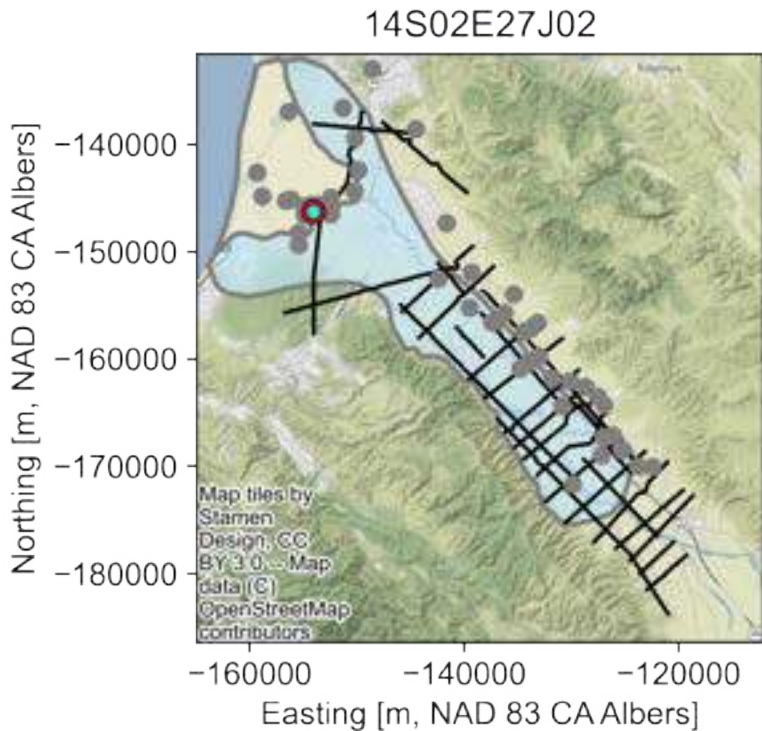 14S02E27J02
Northing [m, NAD 83 CA Albers]
−140000
−150000
−160000
−170000
−180000
Map tiles by
Stamen
Design, CC
BY 3.0 -- Map
data (C)
OpenStreetMap
contributors
−160000
−140000
−120000
Easting [m, NAD 83 CA Albers]